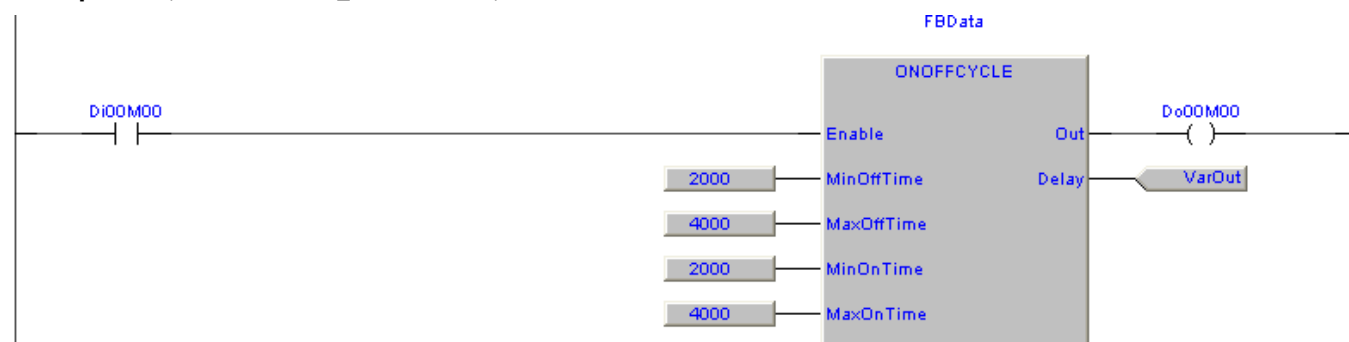 FBData
ONOFFCYCLE
Di00M00
Do00M00
Enable Out
2000 MinOffTime Delay VarOut
4000 MaxOffTime
2000 MinOnTime
4000 MaxOnTime